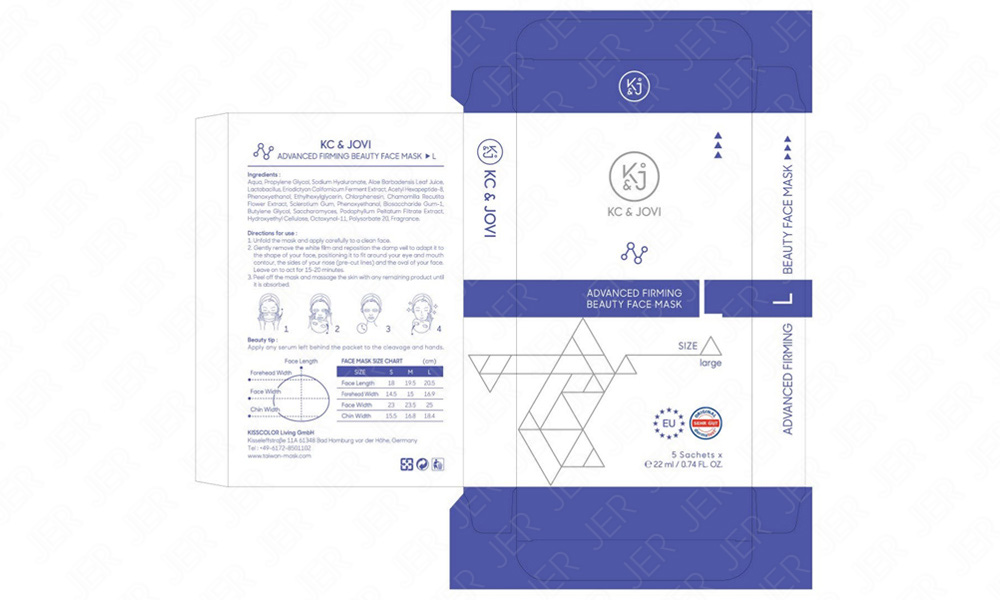 KC & JOVI
ADVANCED FIRMING BEAUTY FACE MASK ▶ L
Ingredients :
Aqua, Propylene Glycol, Sodium Hyaluronate, Aloe Barbadensis Leaf Juice,
Lactobacillus, Eriodictyon Californicum Ferment Extract, Acetyl Hexapeptide-8,
Phenoxyethanol, Ethylhexylglycerin, Chlorphenesin, Chamomilla Recutita
Flower Extract, Sclerotium Gum, Phenoxyethanol, Biosaccharide Gum-1,
Butylene Glycol, Saccharomyces, Podophyllum Peltatum Filtrate Extract,
Hydroxyethyl Cellulose, Octoxynol-11, Polysorbate 20, Fragrance.
Directions for use :
1. Unfold the mask and apply carefully to a clean face.
2. Gently remove the white film and reposition the damp veil to adapt it to
the shape of your face, positioning it to fit around your eye and mouth
contour, the sides of your nose (pre-cut lines) and the oval of your face.
Leave on to act for 15-20 minutes.
3. Peel off the mask and massage the skin with any remaining product until
it is absorbed.
1 2 3 4
Beauty tip :
Apply any serum left behind the packet to the cleavage and hands.
Face Length
Forehead Width
Face Width
Chin Width
FACE MASK SIZE CHART (cm)
SIZE S M L
Face Length 18 19.5 20.5
Forehead Width 14.5 15 16.9
Face Width 23 23.5 25
Chin Width 15.5 16.8 18.4
KISSCOLOR Living GmbH
Kisseleffstraße 11A 61348 Bad Homburg vor der Höhe, Germany
Tel : +49-6172-8501102
www.taiwan-mask.com
K&J
KC & JOVI
K&J
K&J
KC & JOVI
ADVANCED FIRMING
BEAUTY FACE MASK
SIZE
large
EU
ORIGINAL
SEHR GUT
5 Sachets x
℮ 22 ml / 0.74 FL. OZ.
ADVANCED FIRMING L BEAUTY FACE MASK ▶▶▶
JER